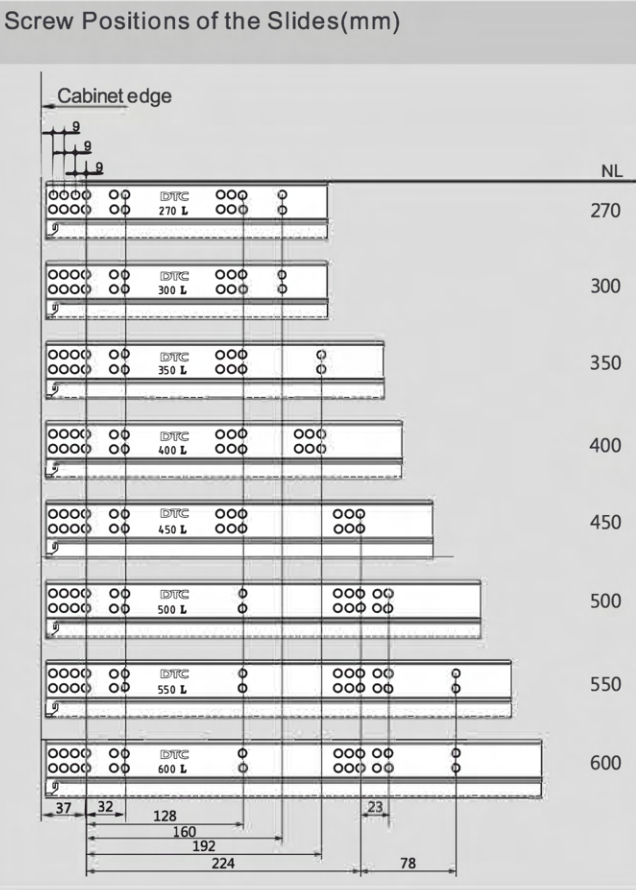 Screw Positions of the Slides(mm)
Cabinet edge
9
9
9
NL
DTC
270 L
270
DTC
300 L
300
DTC
350 L
350
DTC
400 L
400
DTC
450 L
450
DTC
500 L
500
DTC
550 L
550
DTC
600 L
600
37 32 23
128
160
192
224 78